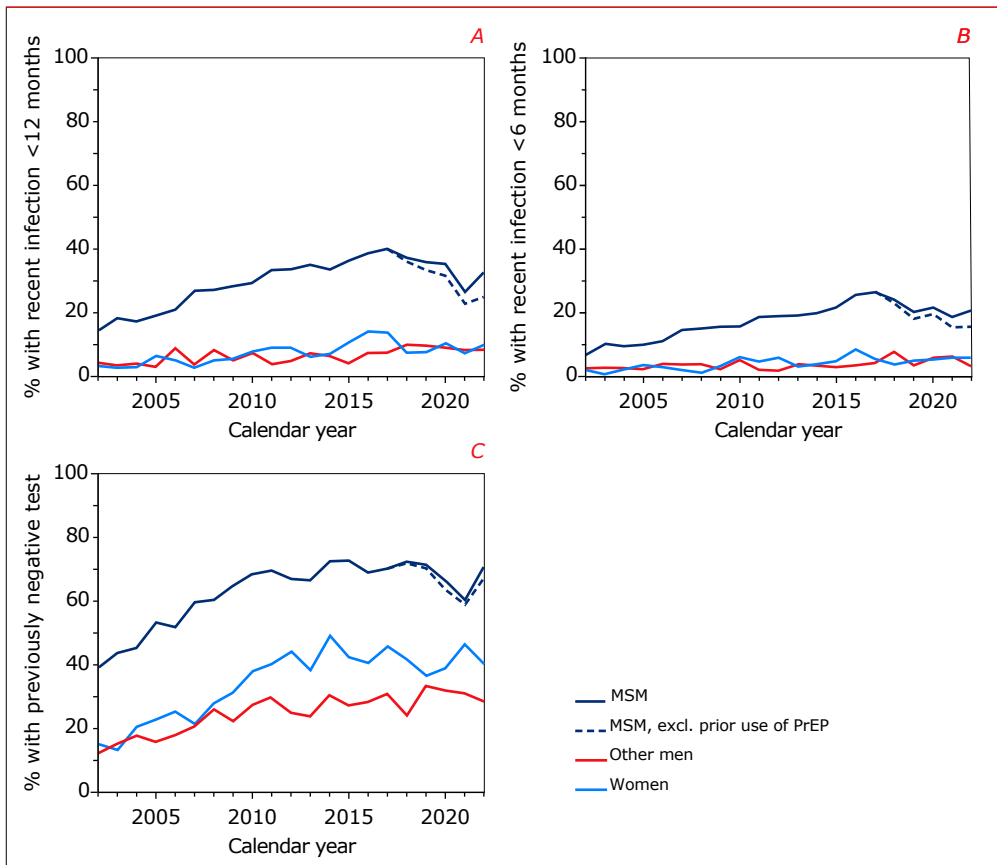 A
% with recent infection <12 months
100
80
60
40
20
0
2005 2010 2015 2020
Calendar year
B
% with recent infection <6 months
100
80
60
40
20
0
2005 2010 2015 2020
Calendar year
C
% with previously negative test
100
80
60
40
20
0
2005 2010 2015 2020
Calendar year
MSM
MSM, excl. prior use of PrEP
Other men
Women